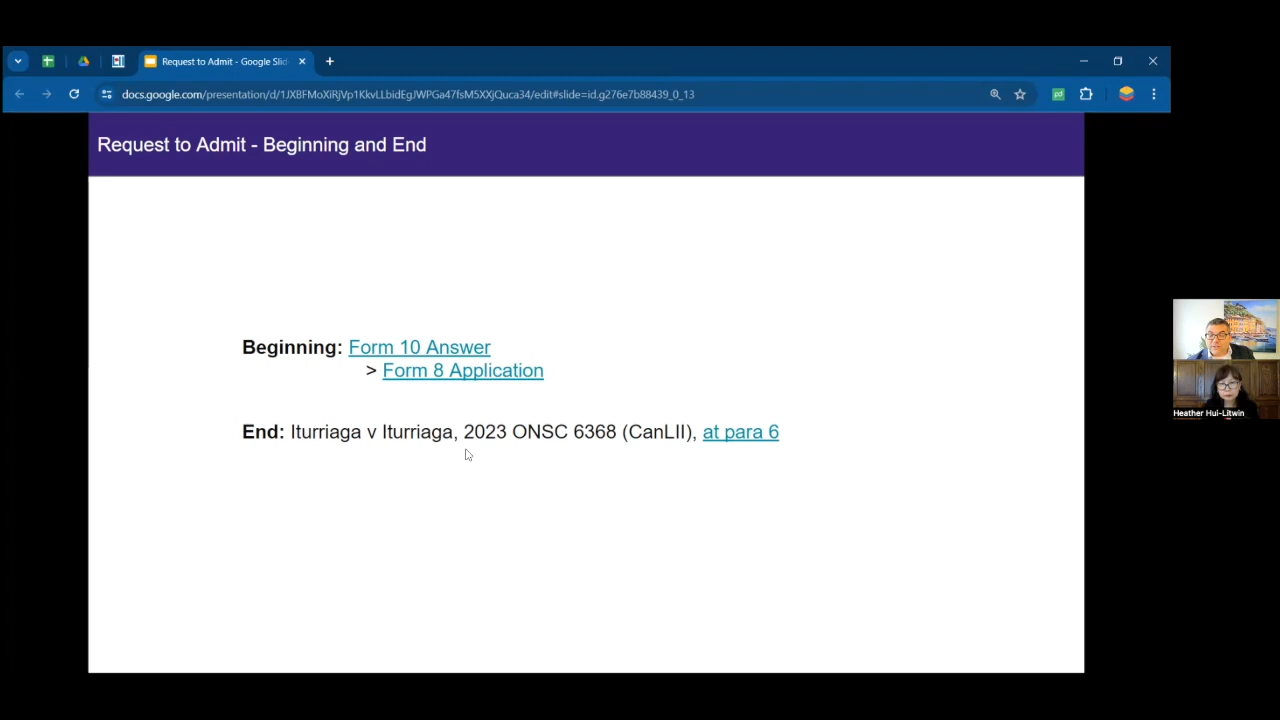 Request to Admit - Google Slid
docs.google.com/presentation/d/1JXBFMoXiRjVp1KkvLLbidEgJWPGa47fsM5XXjQuca34/edit#slide=id.g276e7b88439_0_13
Request to Admit - Beginning and End
Beginning: Form 10 Answer
> Form 8 Application
End: Iturriaga v Iturriaga, 2023 ONSC 6368 (CanLII), at para 6
Heather Hui-Litwin